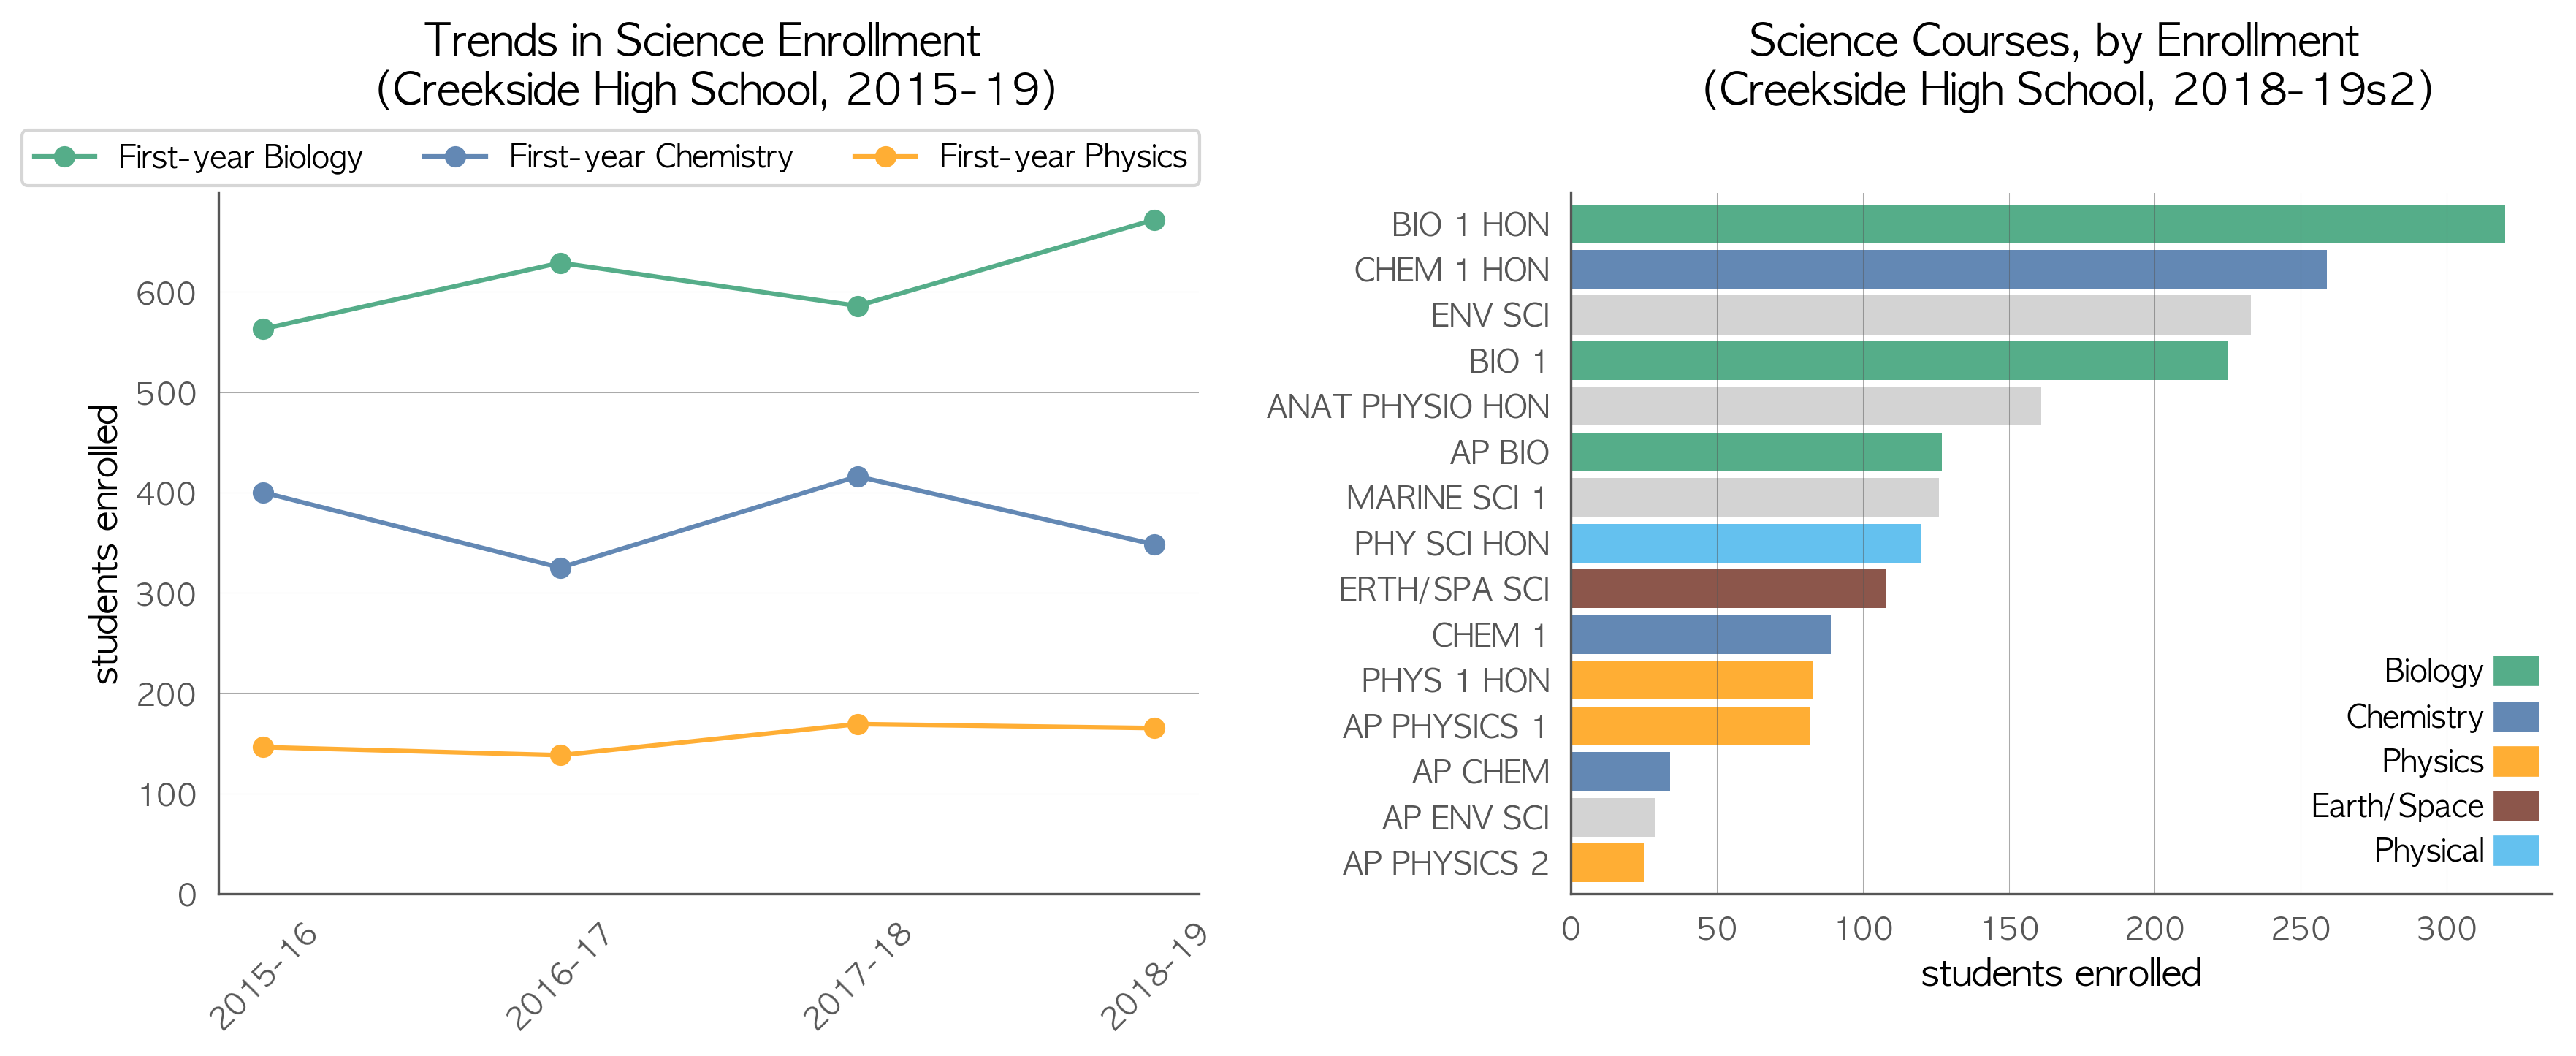 Trends in Science Enrollment
(Creekside High School, 2015-19)
First-year Biology
First-year Chemistry
First-year Physics
students enrolled
600
500
400
300
200
100
0
2015-16
2016-17
2017-18
2018-19
Science Courses, by Enrollment
(Creekside High School, 2018-19s2)
BIO 1 HON
CHEM 1 HON
ENV SCI
BIO 1
ANAT PHYSIO HON
AP BIO
MARINE SCI 1
PHY SCI HON
ERTH/SPA SCI
CHEM 1
PHYS 1 HON
AP PHYSICS 1
AP CHEM
AP ENV SCI
AP PHYSICS 2
Biology
Chemistry
Physics
Earth/Space
Physical
0
50
100
150
200
250
300
students enrolled